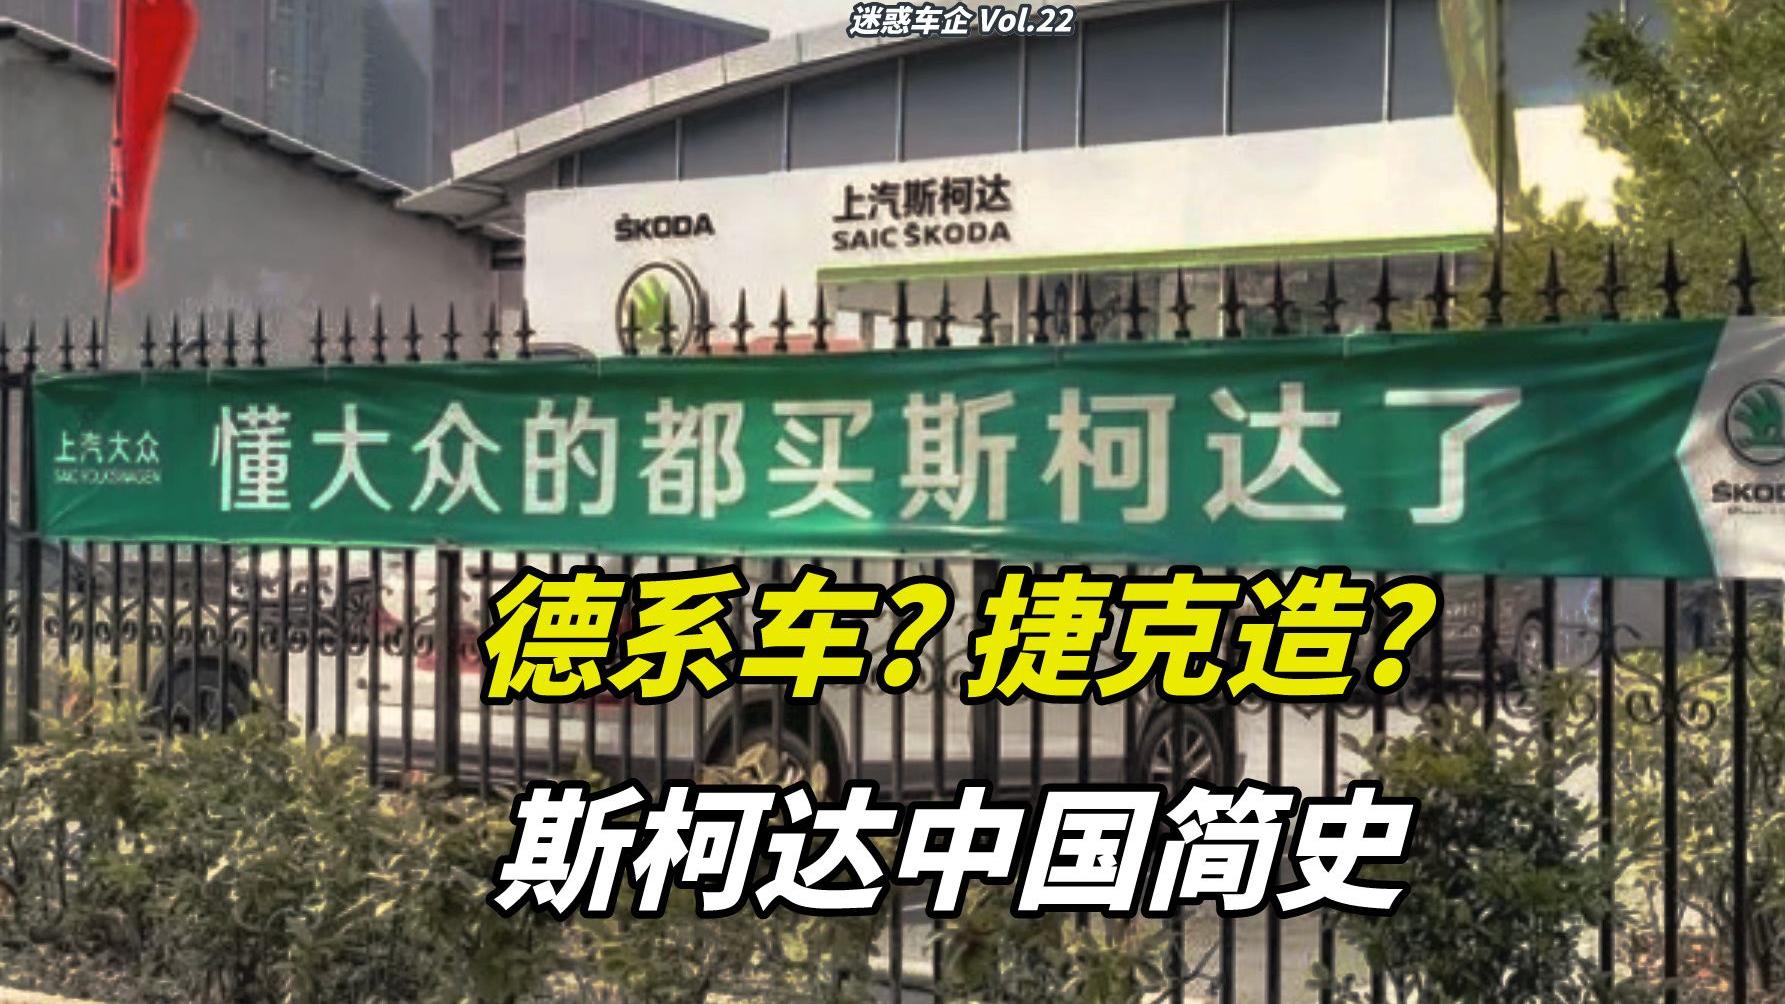 迷惑车企 Vol.22
ŠKODA
上汽斯柯达
SAIC ŠKODA
上汽大众
SAIC VOLKSWAGEN
懂大众的都买斯柯达了
德系车？捷克造？
斯柯达中国简史